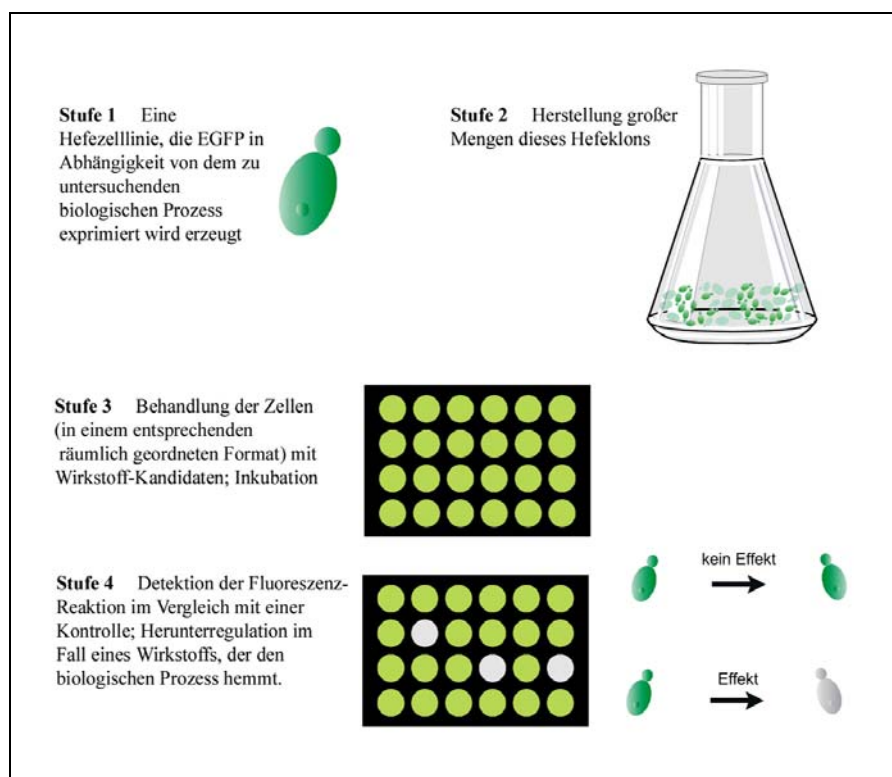 Stufe 1 Eine
Hefezelllinie, die EGFP in
Abhängigkeit von dem zu
untersuchenden
biologischen Prozess
exprimiert wird erzeugt
Stufe 2 Herstellung großer
Mengen dieses Hefeklons
Stufe 3 Behandlung der Zellen
(in einem entsprechenden
räumlich geordneten Format) mit
Wirkstoff-Kandidaten; Inkubation
Stufe 4 Detektion der Fluoreszenz-
Reaktion im Vergleich mit einer
Kontrolle; Herunterregulation im
Fall eines Wirkstoffs, der den
biologischen Prozess hemmt.
kein Effekt
Effekt